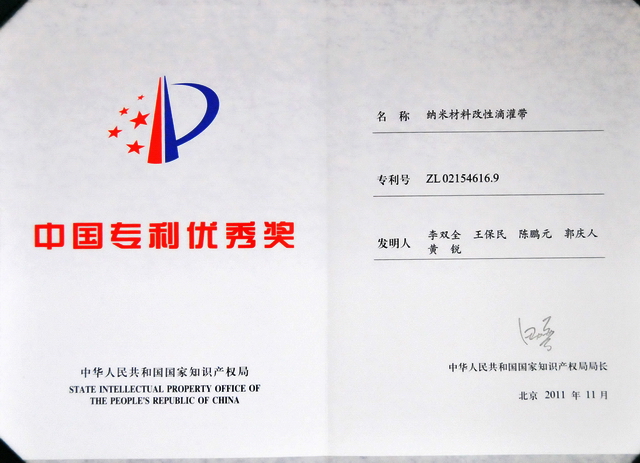 中国专利优秀奖
中华人民共和国国家知识产权局
STATE INTELLECTUAL PROPERTY OFFICE OF
THE PEOPLE'S REPUBLIC OF CHINA
名 称 纳米材料改性滴灌带
专利号 ZL 02154616.9
发明人 李双全 王保民 陈鹏元 郭庆人
黄 锐
中华人民共和国国家知识产权局局长
北京 2011 年 11 月